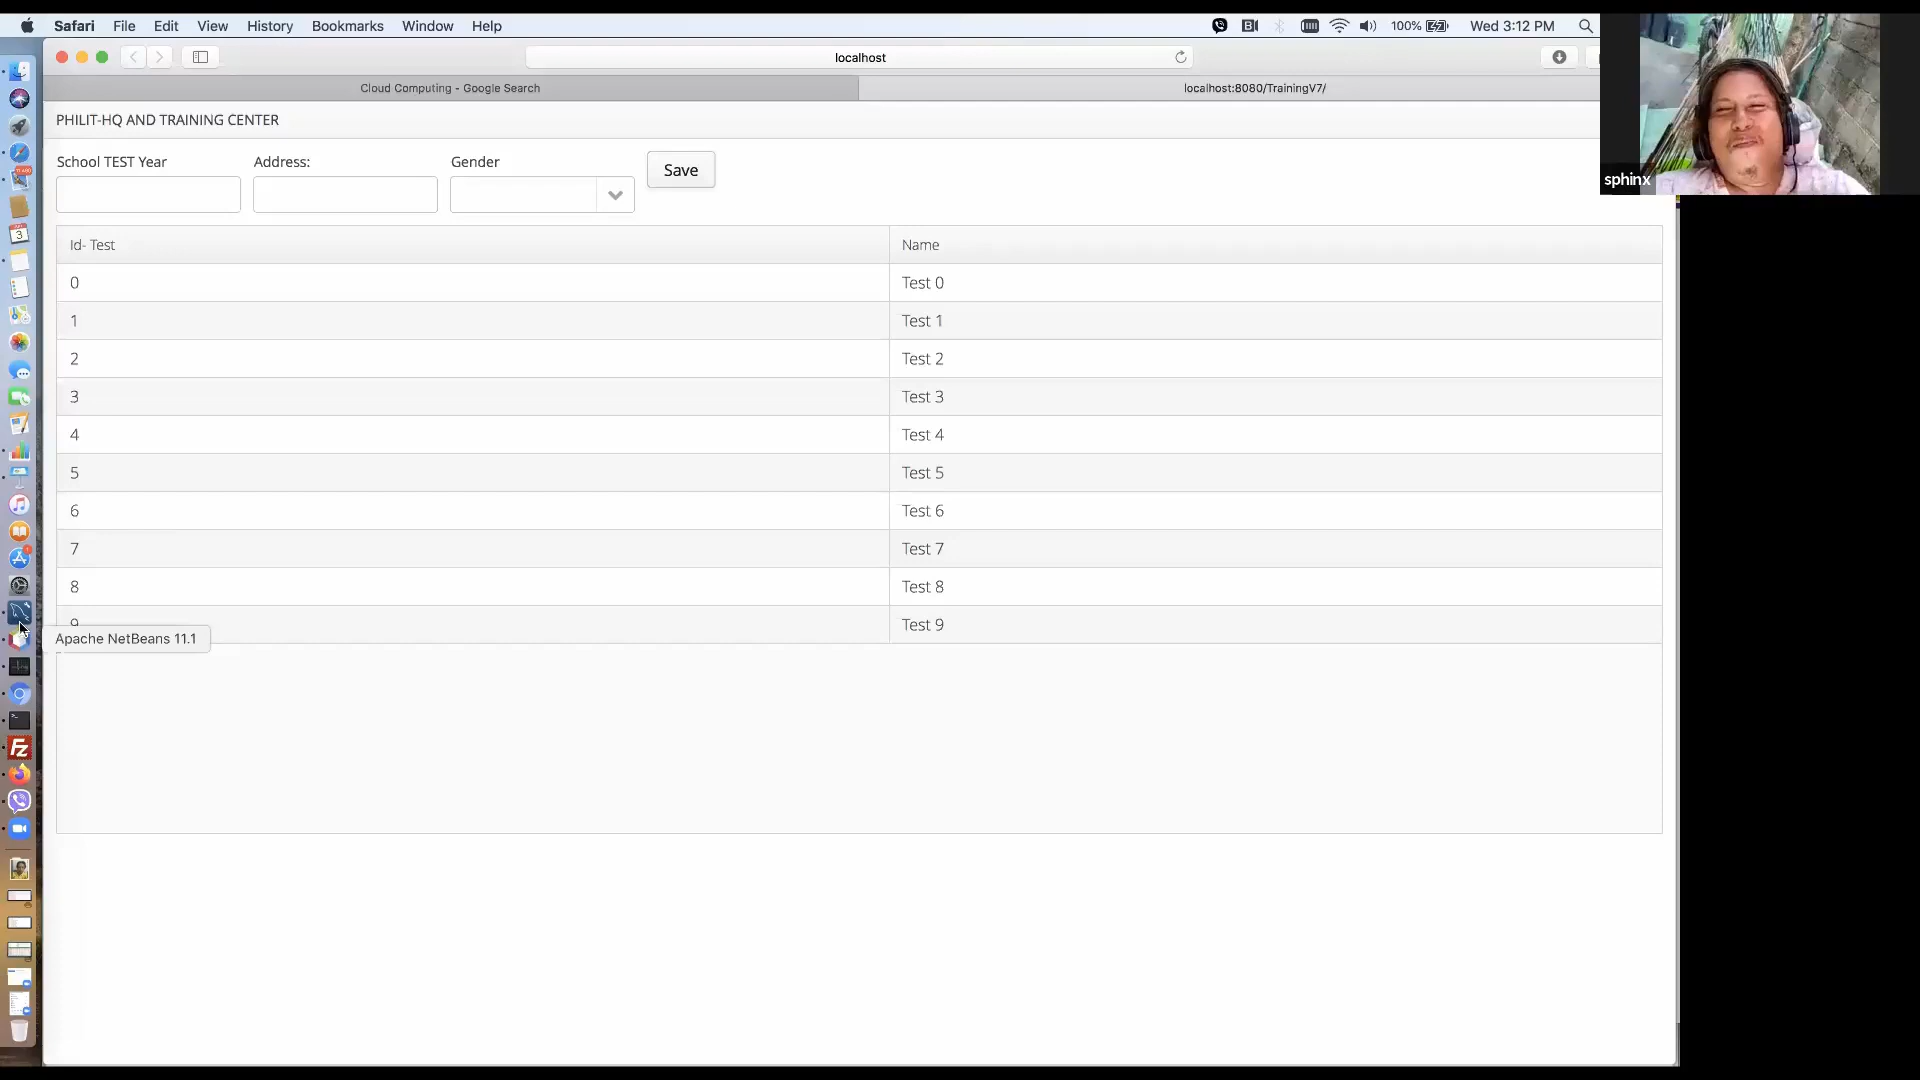 Safari File Edit View History Bookmarks Window Help 100% Wed 3:12 PM
localhost
Cloud Computing - Google Search localhost:8080/TrainingV7/
PHILIT-HQ AND TRAINING CENTER
School TEST Year Address: Gender Save
Id- Test Name
0 Test 0
1 Test 1
2 Test 2
3 Test 3
4 Test 4
5 Test 5
6 Test 6
7 Test 7
8 Test 8
9 Test 9
Apache NetBeans 11.1
sphinx